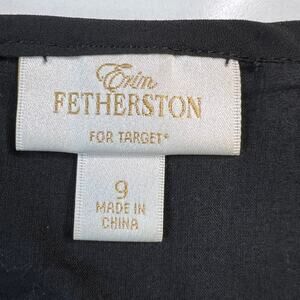 Erin
FETHERSTON
FOR TARGET®
9
MADE IN
CHINA